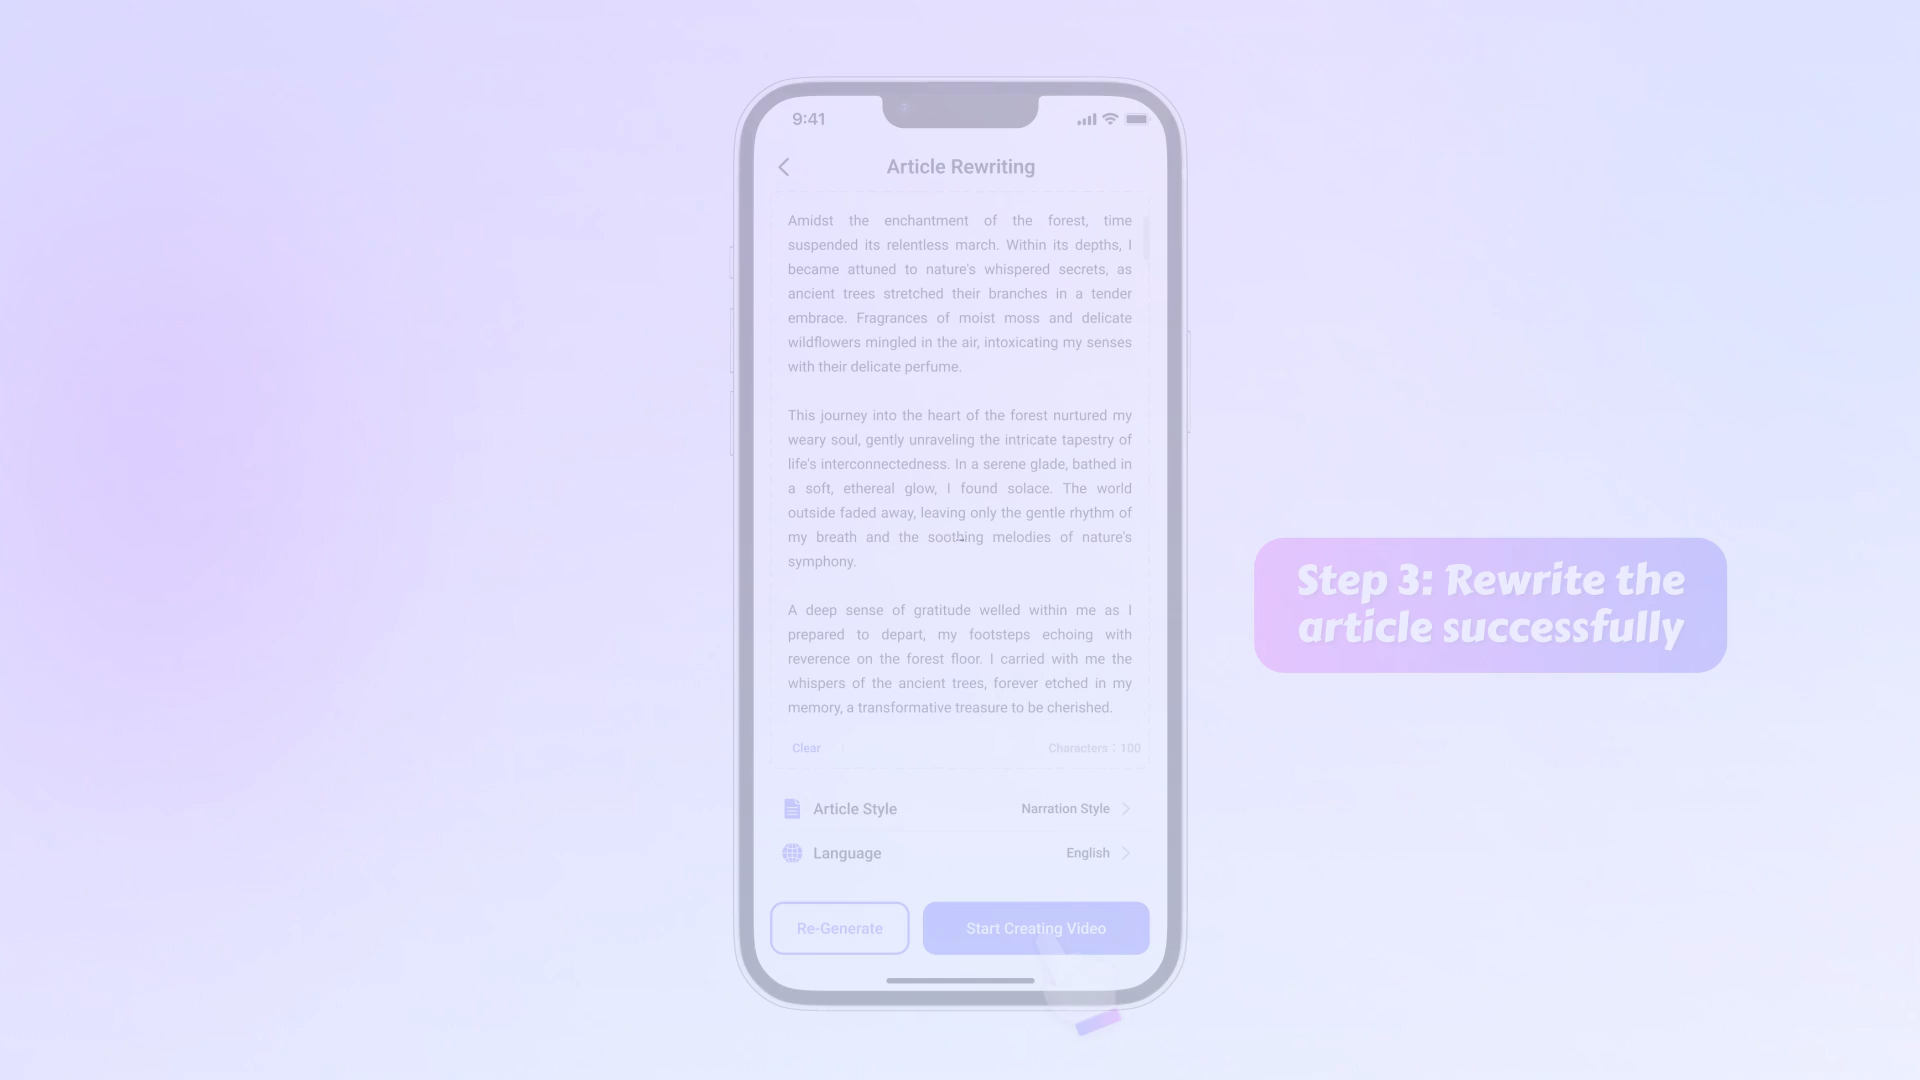 9:41
Article Rewriting
Amidst the enchantment of the forest, time
suspended its relentless march. Within its depths, I
became attuned to nature's whispered secrets, as
ancient trees stretched their branches in a tender
embrace. Fragrances of moist moss and delicate
wildflowers mingled in the air, intoxicating my senses
with their delicate perfume.
This journey into the heart of the forest nurtured my
weary soul, gently unraveling the intricate tapestry of
life's interconnectedness. In a serene glade, bathed in
a soft, ethereal glow, I found solace. The world
outside faded away, leaving only the gentle rhythm of
my breath and the soothing melodies of nature's
symphony.
A deep sense of gratitude welled within me as I
prepared to depart, my footsteps echoing with
reverence on the forest floor. I carried with me the
whispers of the ancient trees, forever etched in my
memory, a transformative treasure to be cherished.
Clear
Characters：100
Article Style
Narration Style
Language
English
Re-Generate
Start Creating Video
Step 3: Rewrite the
article successfully